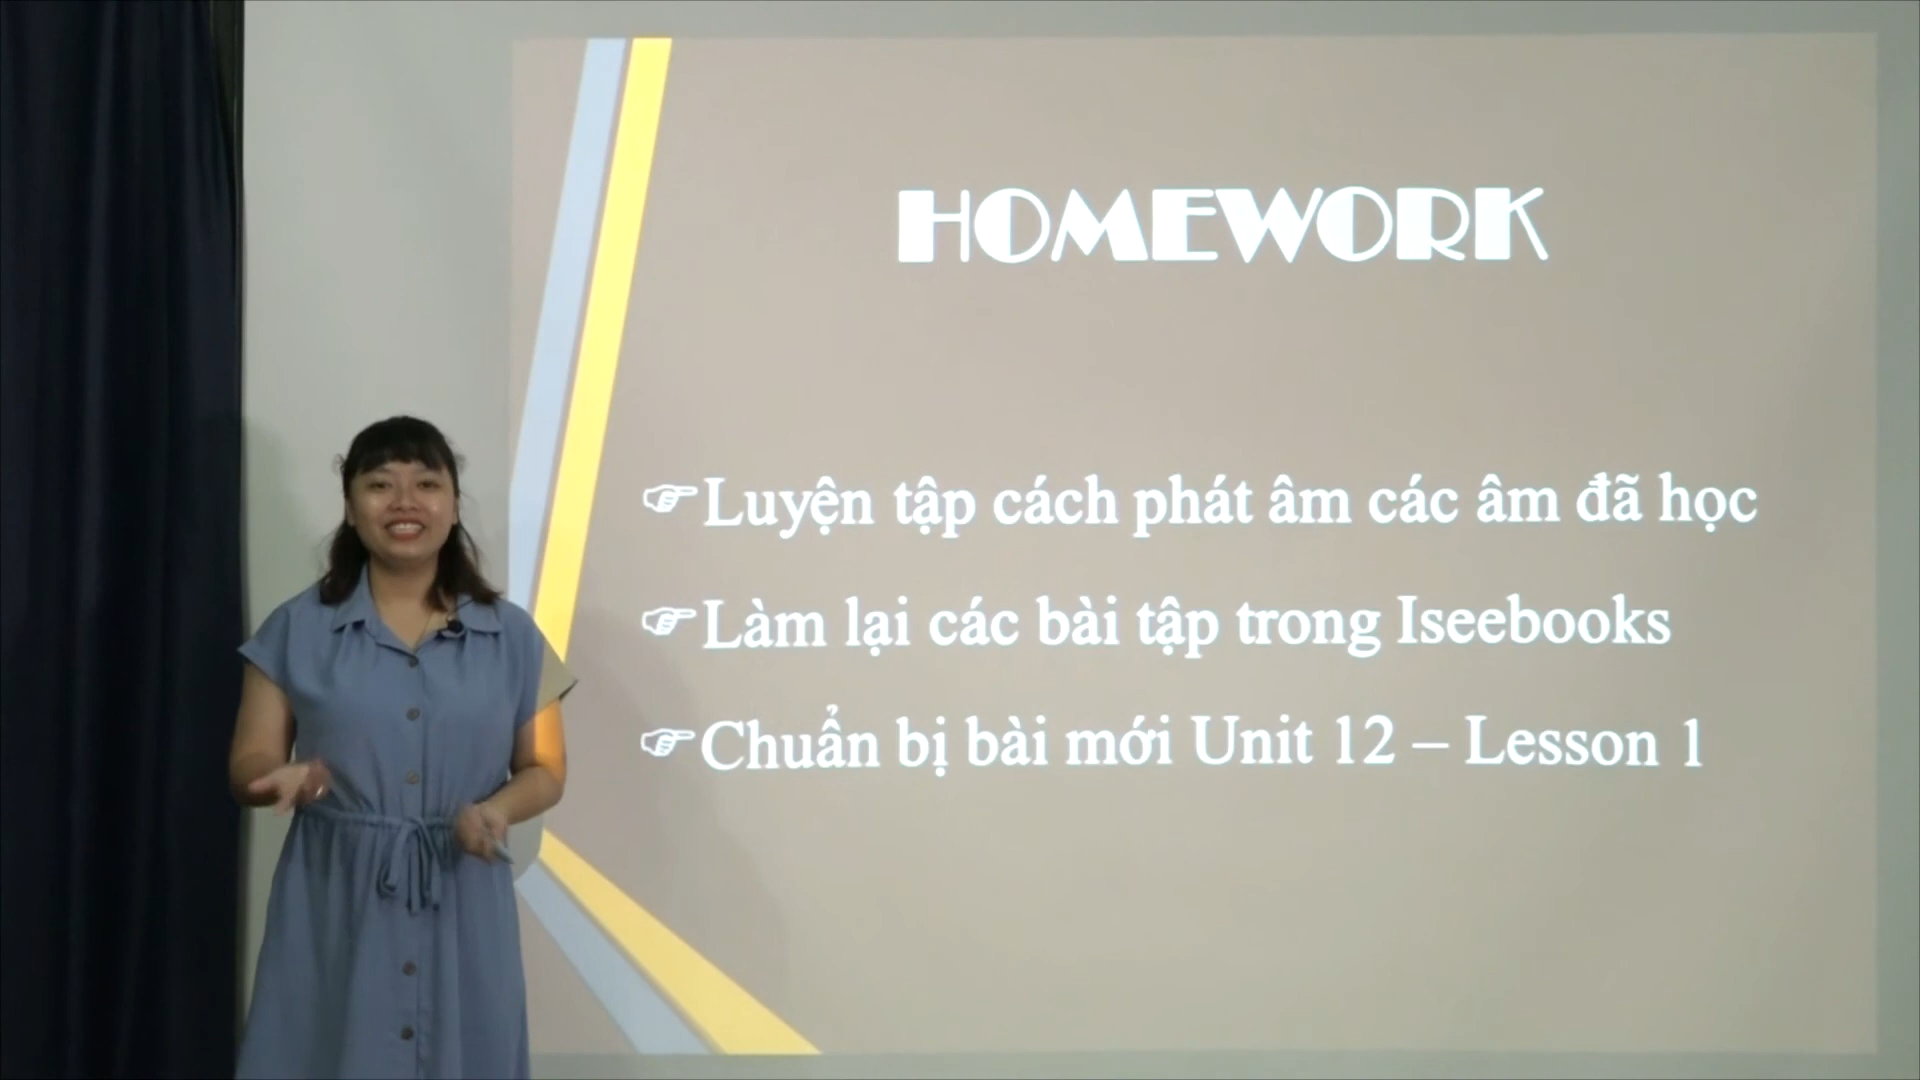 HOMEWORK
☞Luyện tập cách phát âm các âm đã học
☞Làm lại các bài tập trong Iseebooks
☞Chuẩn bị bài mới Unit 12 – Lesson 1